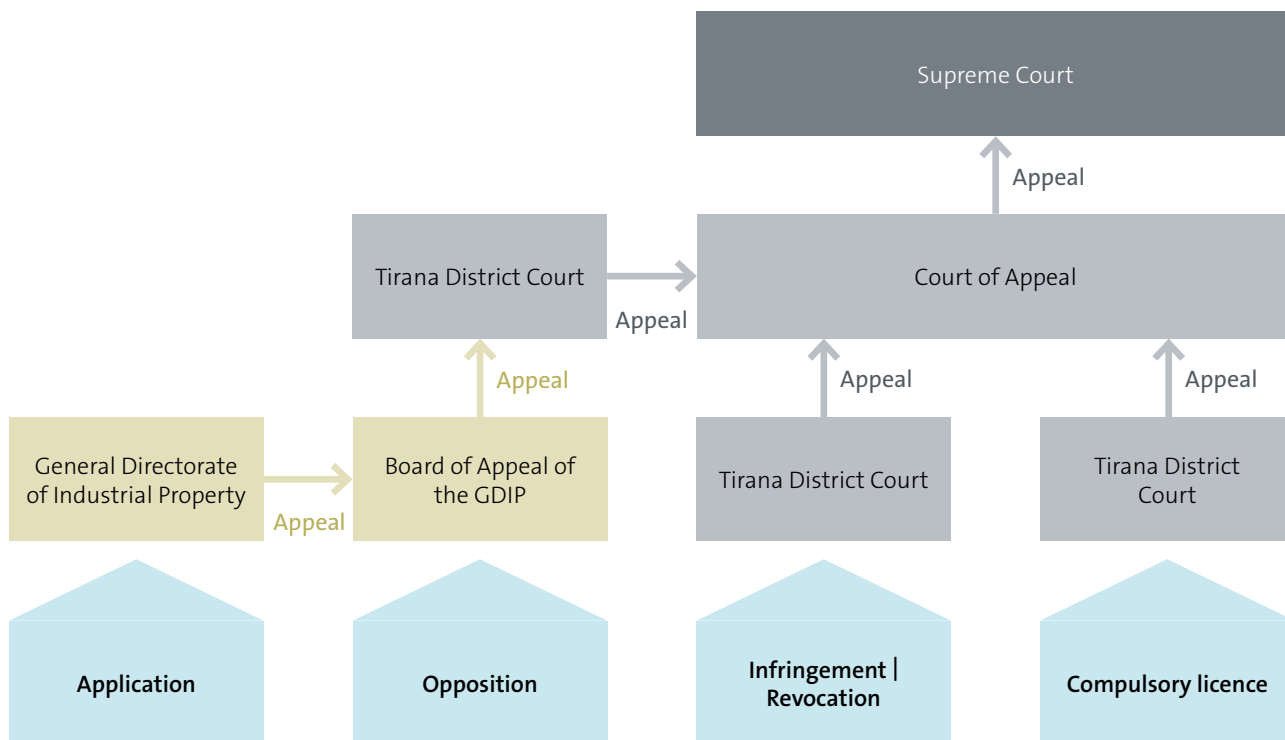 Supreme Court
Appeal
Tirana District Court
Appeal
Court of Appeal
Appeal
Appeal
Appeal
General Directorate
of Industrial Property
Appeal
Board of Appeal of
the GDIP
Tirana District Court
Tirana District
Court
Application
Opposition
Infringement |
Revocation
Compulsory licence